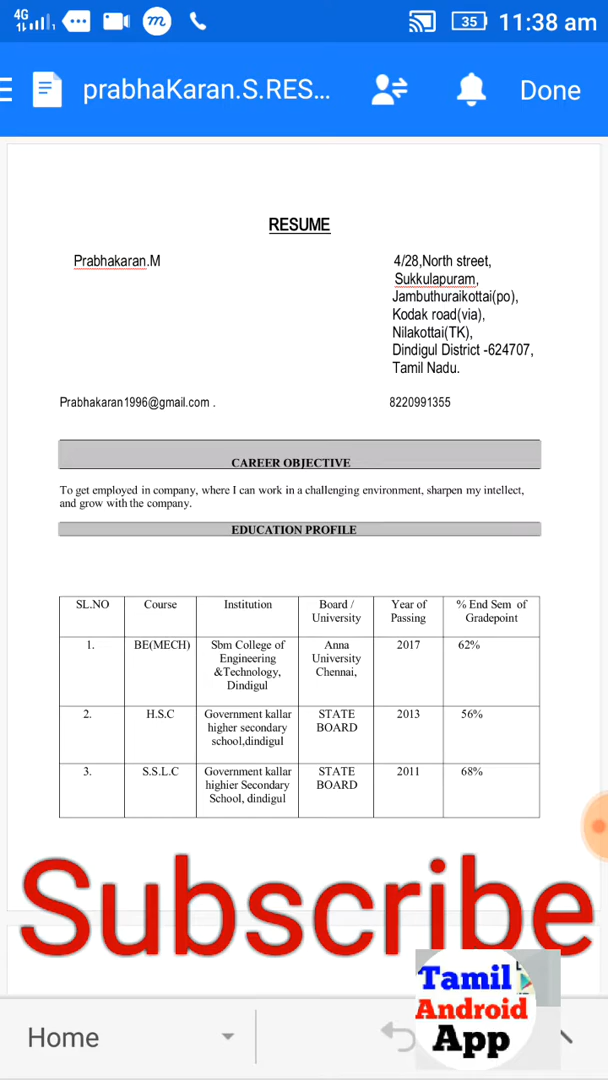 4G
35
11:38 am
prabhaKaran.S.RES...
Done
RESUME
Prabhakaran.M
4/28,North street,
Sukkulapuram,
Jambuthuraikottai(po),
Kodak road(via),
Nilakottai(TK),
Dindigul District -624707,
Tamil Nadu.
Prabhakaran1996@gmail.com .
8220991355
CAREER OBJECTIVE
To get employed in company, where I can work in a challenging environment, sharpen my intellect,
and grow with the company.
EDUCATION PROFILE
SL.NO Course Institution Board / University Year of Passing % End Sem of Gradepoint
1. BE(MECH) Sbm College of Engineering &Technology, Dindigul Anna University Chennai, 2017 62%
2. H.S.C Government kallar higher secondary school,dindigul STATE BOARD 2013 56%
3. S.S.L.C Government kallar highier Secondary School, dindigul STATE BOARD 2011 68%
Subscribe
Tamil
Android
App
Home